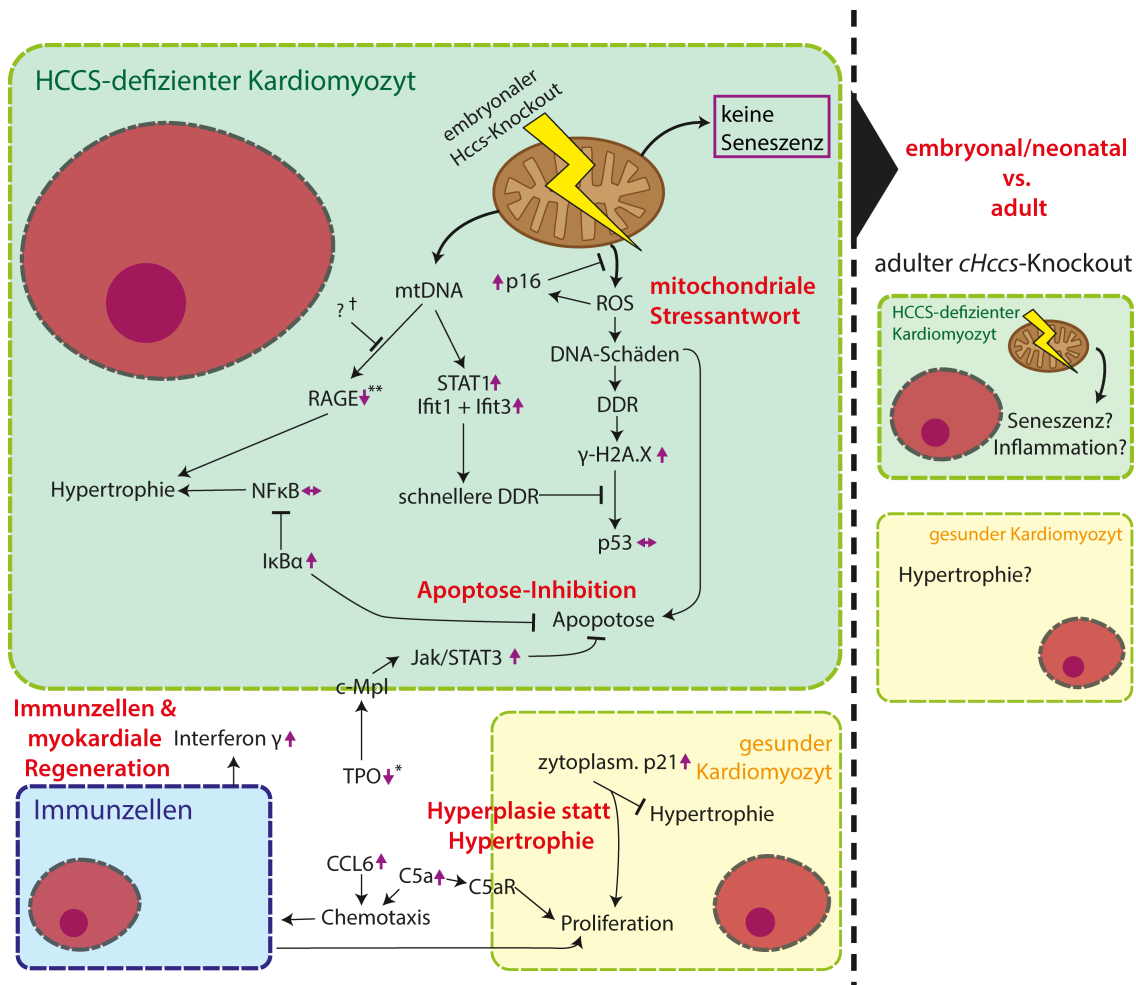 HCCS-defizienter Kardiomyozyt
embryonaler
Hccs-Knockout
keine
Seneszenz
mtDNA
p16
ROS
mitochondriale
Stressantwort
? †
DNA-Schäden
RAGE **
STAT1
Ifit1 + Ifit3
DDR
γ-H2A.X
Hypertrophie
NFκB
schnellere DDR
p53
IκBα
Apoptose-Inhibition
Apopotose
Jak/STAT3
c-Mpl
Immunzellen &
myokardiale
Regeneration
Interferon γ
TPO *
Immunzellen
CCL6
C5a
C5aR
Chemotaxis
gesunder
Kardiomyozyt
zytoplasm. p21
Hyperplasie statt
Hypertrophie
Hypertrophie
Proliferation
embryonal/neonatal
vs.
adult
adulter cHccs-Knockout
HCCS-defizienter
Kardiomyozyt
Seneszenz?
Inflammation?
gesunder Kardiomyozyt
Hypertrophie?